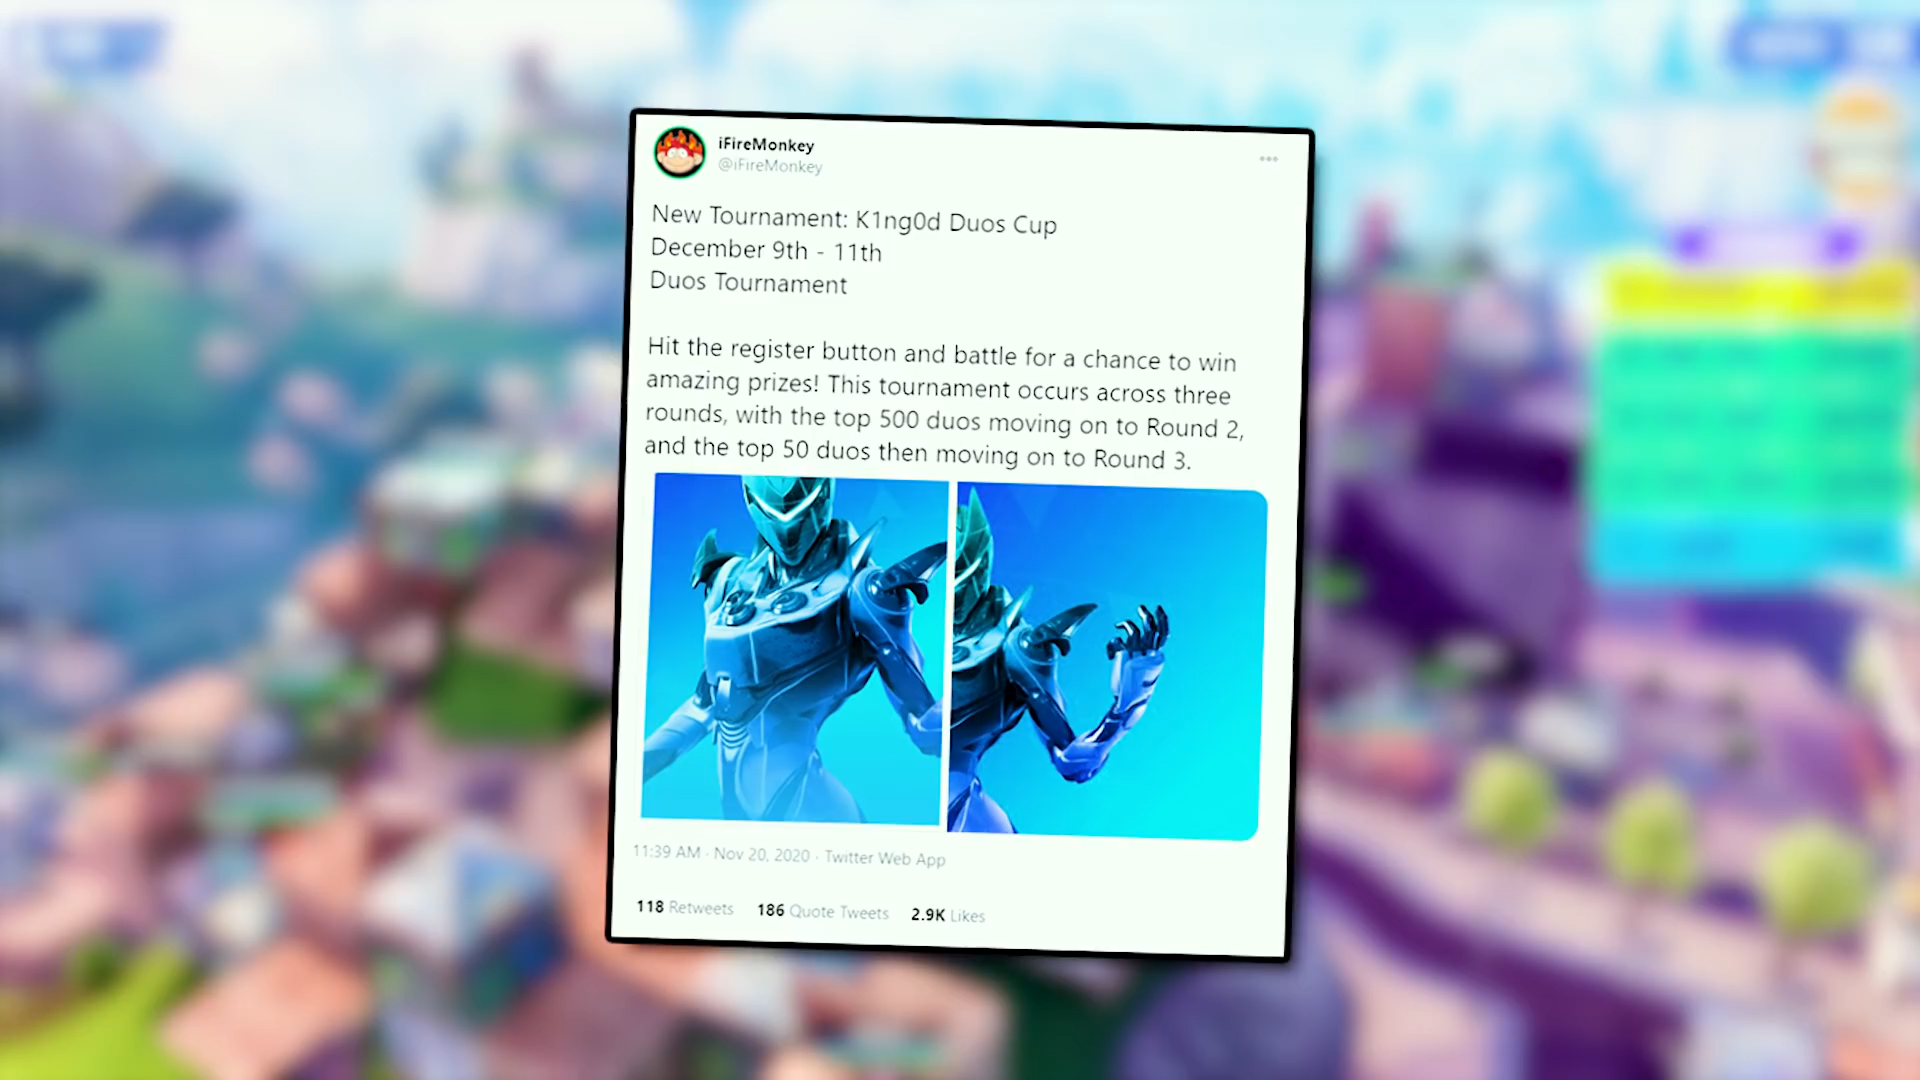 iFireMonkey
@iFireMonkey
New Tournament: K1ng0d Duos Cup
December 9th - 11th
Duos Tournament
Hit the register button and battle for a chance to win
amazing prizes! This tournament occurs across three
rounds, with the top 500 duos moving on to Round 2,
and the top 50 duos then moving on to Round 3.
11:39 AM · Nov 20, 2020 · Twitter Web App
118 Retweets 186 Quote Tweets 2.9K Likes